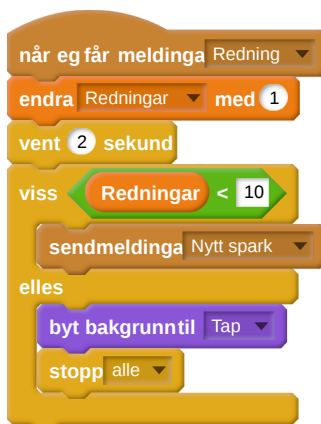 når eg får meldinga Redning
endra Redningar med 1
vent 2 sekund
viss Redningar < 10
sendmeldinga Nytt spark
elles
byt bakgrunntil Tap
stopp alle